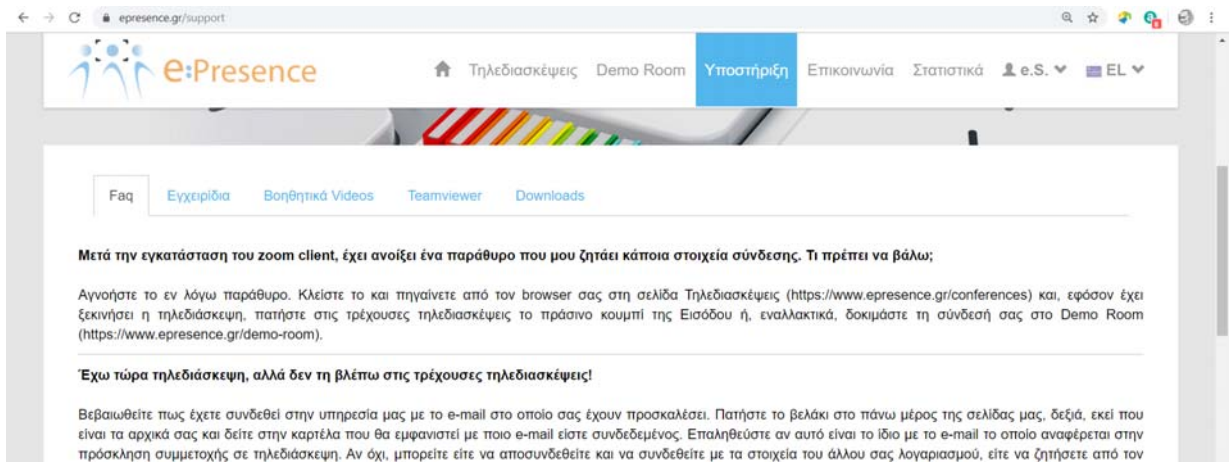 epresence.gr/support
e:Presence
Τηλεδιασκέψεις Demo Room Υποστήριξη Επικοινωνία Στατιστικά e.S. EL
Faq Εγχειρίδια Βοηθητικά Videos Teamviewer Downloads
Μετά την εγκατάσταση του zoom client, έχει ανοίξει ένα παράθυρο που μου ζητάει κάποια στοιχεία σύνδεσης. Τι πρέπει να βάλω;
Αγνοήστε το εν λόγω παράθυρο. Κλείστε το και πηγαίνετε από τον browser σας στη σελίδα Τηλεδιασκέψεις (https://www.epresence.gr/conferences) και, εφόσον έχει
ξεκινήσει η τηλεδιάσκεψη, πατήστε στις τρέχουσες τηλεδιασκέψεις το πράσινο κουμπί της Εισόδου ή, εναλλακτικά, δοκιμάστε τη σύνδεσή σας στο Demo Room
(https://www.epresence.gr/demo-room).
Έχω τώρα τηλεδιάσκεψη, αλλά δεν τη βλέπω στις τρέχουσες τηλεδιασκέψεις!
Βεβαιωθείτε πως έχετε συνδεθεί στην υπηρεσία μας με το e-mail στο οποίο σας έχουν προσκαλέσει. Πατήστε το βελάκι στο πάνω μέρος της σελίδας μας, δεξιά, εκεί που
είναι τα αρχικά σας και δείτε στην καρτέλα που θα εμφανιστεί με ποιο e-mail είστε συνδεδεμένος. Επαληθεύστε αν αυτό είναι το ίδιο με το e-mail το οποίο αναφέρεται στην
πρόσκληση συμμετοχής σε τηλεδιάσκεψη. Αν όχι, μπορείτε είτε να αποσυνδεθείτε και να συνδεθείτε με τα στοιχεία του άλλου σας λογαριασμού, είτε να ζητήσετε από τον